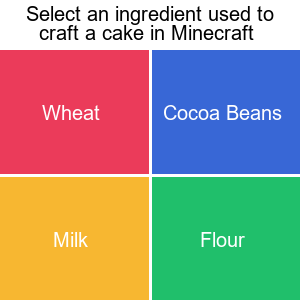 Select an ingredient used to
craft a cake in Minecraft
Wheat
Cocoa Beans
Milk
Flour